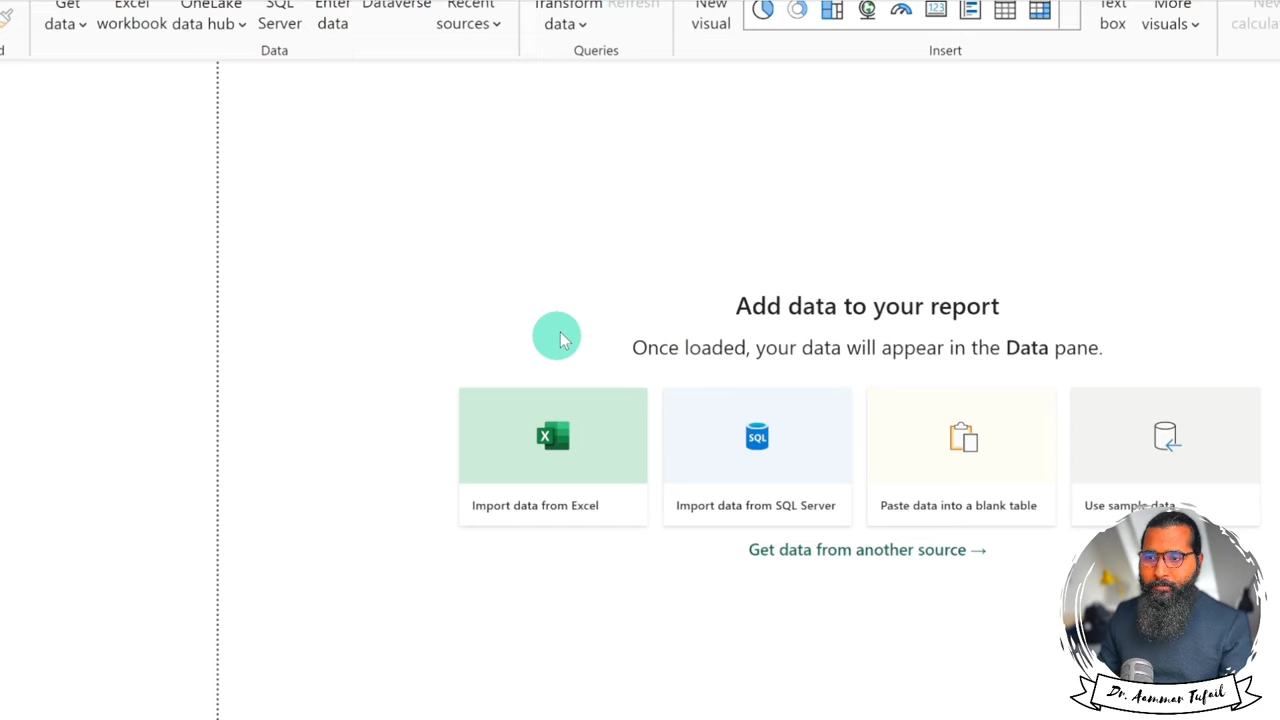 Get Excel OneLake SQL Enter Dataverse Recent Transform Refresh New Text More New
data workbook data hub Server data sources data visual box visuals
Data Queries Insert
123
Add data to your report
Once loaded, your data will appear in the Data pane.
X SQL
Import data from Excel Import data from SQL Server Paste data into a blank table Use sample data
Get data from another source →
Dr. Aammar Tufail